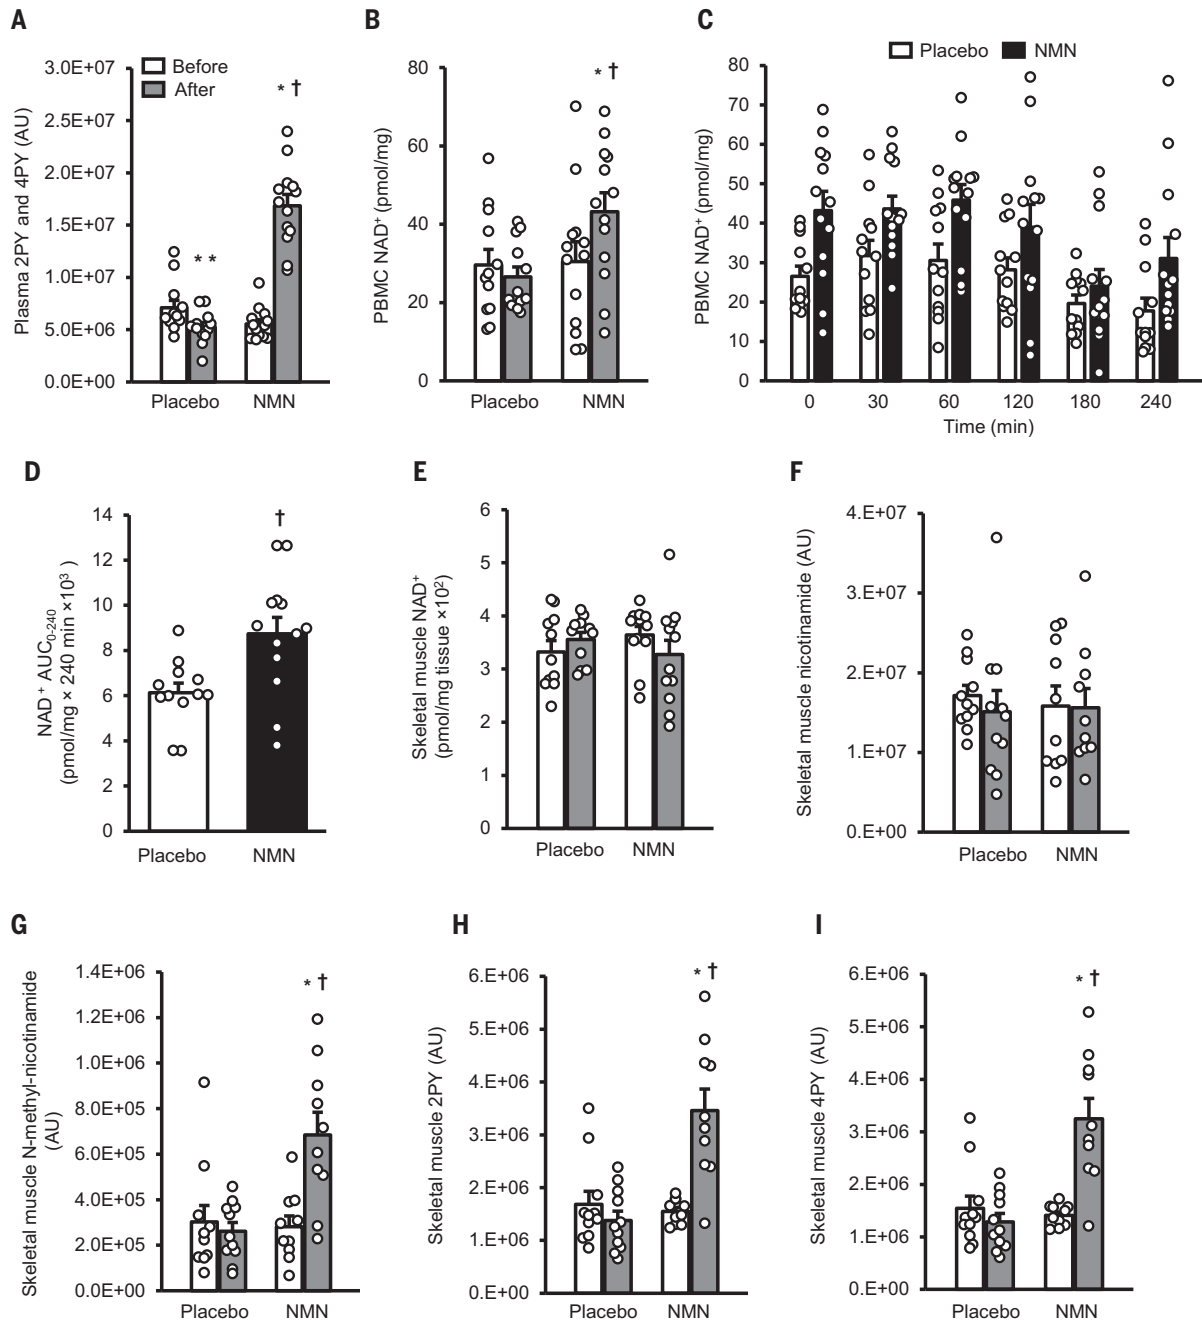 A
Plasma 2PY and 4PY (AU)
3.0E+07
2.5E+07
2.0E+07
1.5E+07
1.0E+07
5.0E+06
0.0E+00
Before
After
* *
* †
Placebo
NMN
B
PBMC NAD+ (pmol/mg)
80
60
40
20
0
* †
Placebo
NMN
C
Placebo
NMN
PBMC NAD+ (pmol/mg)
80
70
60
50
40
30
20
10
0
0 30 60 120 180 240
Time (min)
D
NAD+ AUC0-240
(pmol/mg × 240 min ×10³)
14
12
10
8
6
4
2
0
†
Placebo
NMN
E
Skeletal muscle NAD+
(pmol/mg tissue ×10²)
6
5
4
3
2
1
0
Placebo
NMN
F
Skeletal muscle nicotinamide (AU)
4.E+07
3.E+07
2.E+07
1.E+07
0.E+00
Placebo
NMN
G
Skeletal muscle N-methyl-nicotinamide
(AU)
1.4E+06
1.2E+06
1.0E+06
8.0E+05
6.0E+05
4.0E+05
2.0E+05
0.0E+00
* †
Placebo
NMN
H
Skeletal muscle 2PY (AU)
6.E+06
5.E+06
4.E+06
3.E+06
2.E+06
1.E+06
0.E+00
* †
Placebo
NMN
I
Skeletal muscle 4PY (AU)
6.E+06
5.E+06
4.E+06
3.E+06
2.E+06
1.E+06
0.E+00
* †
Placebo
NMN